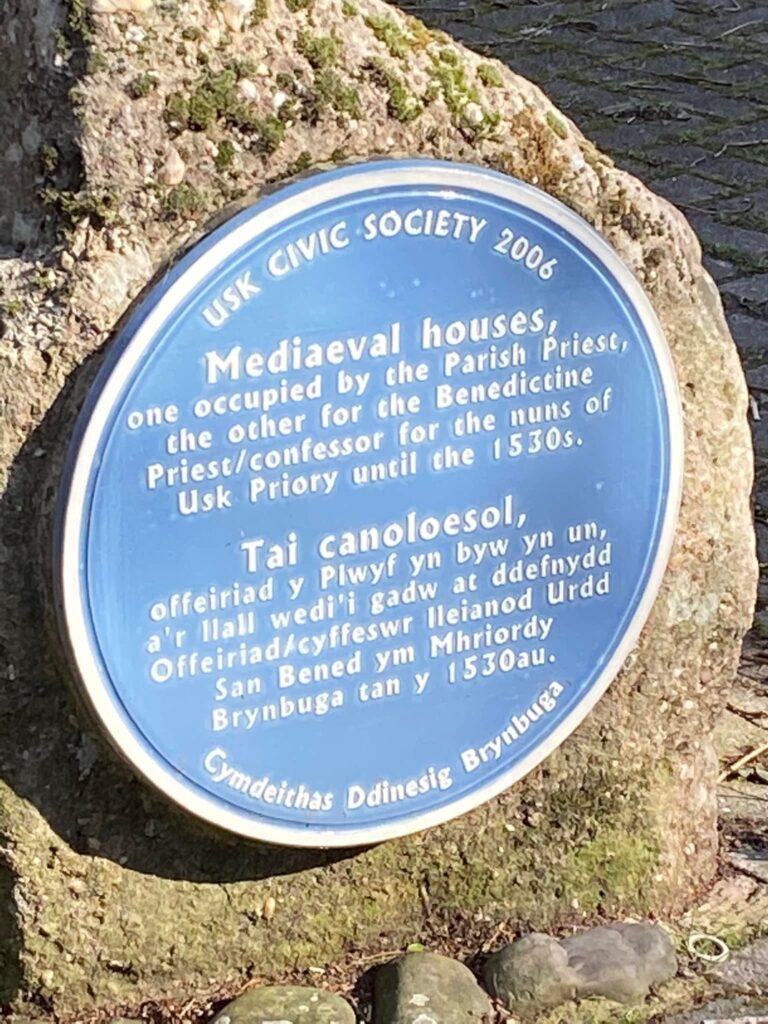 USK CIVIC SOCIETY 2006
Mediaeval houses,
one occupied by the Parish Priest,
the other for the Benedictine
Priest/confessor for the nuns of
Usk Priory until the 1530s.
Tai canoloesol,
offeiriad y Plwyf yn byw yn un,
a'r llall wedi'i gadw at ddefnydd
Offeiriad/cyffeswr lleianod Urdd
San Bened ym Mhriordy
Brynbuga tan y 1530au.
Cymdeithas Ddinesig Brynbuga